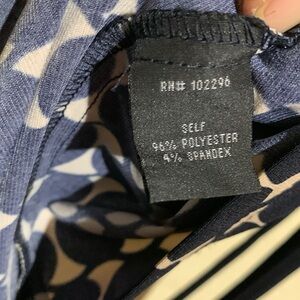 RN# 102296
SELF
96% POLYESTER
4% SPANDEX